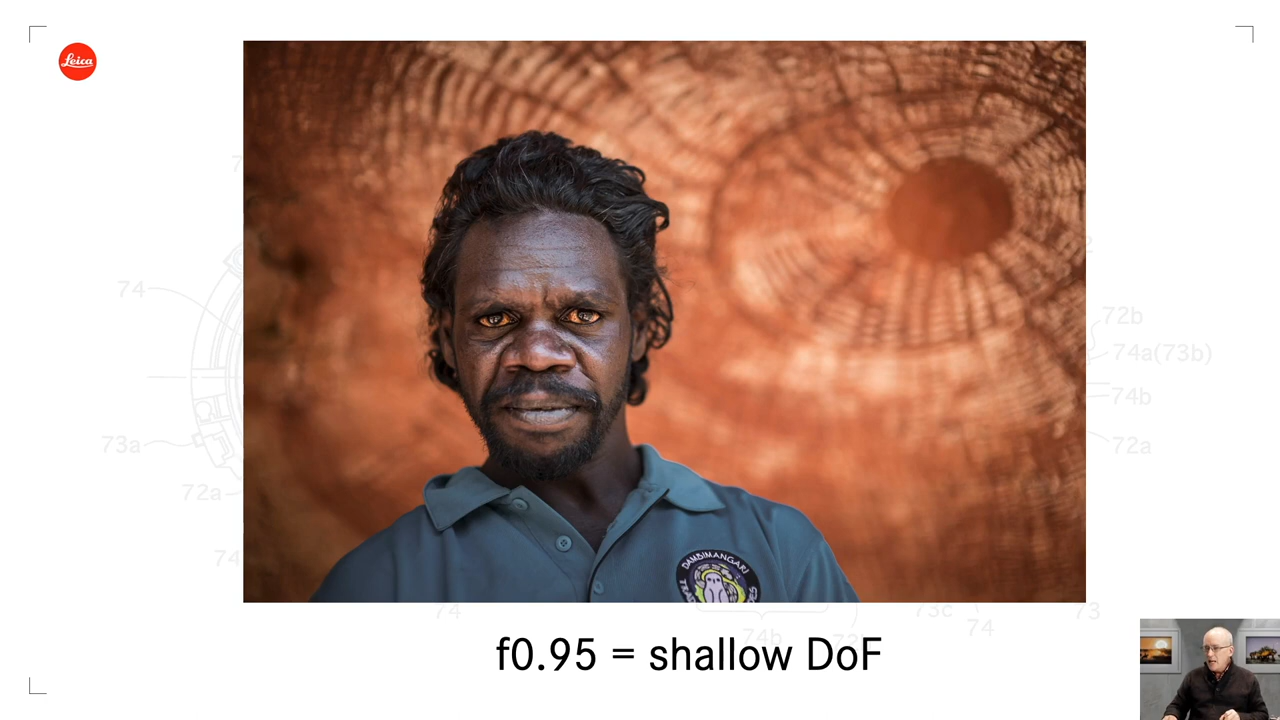 Leica
74
73a
72a
74
72b
74a(73b)
74b
72a
DAMBIMANGARI
74
74b
73c
74
73
f0.95 = shallow DoF